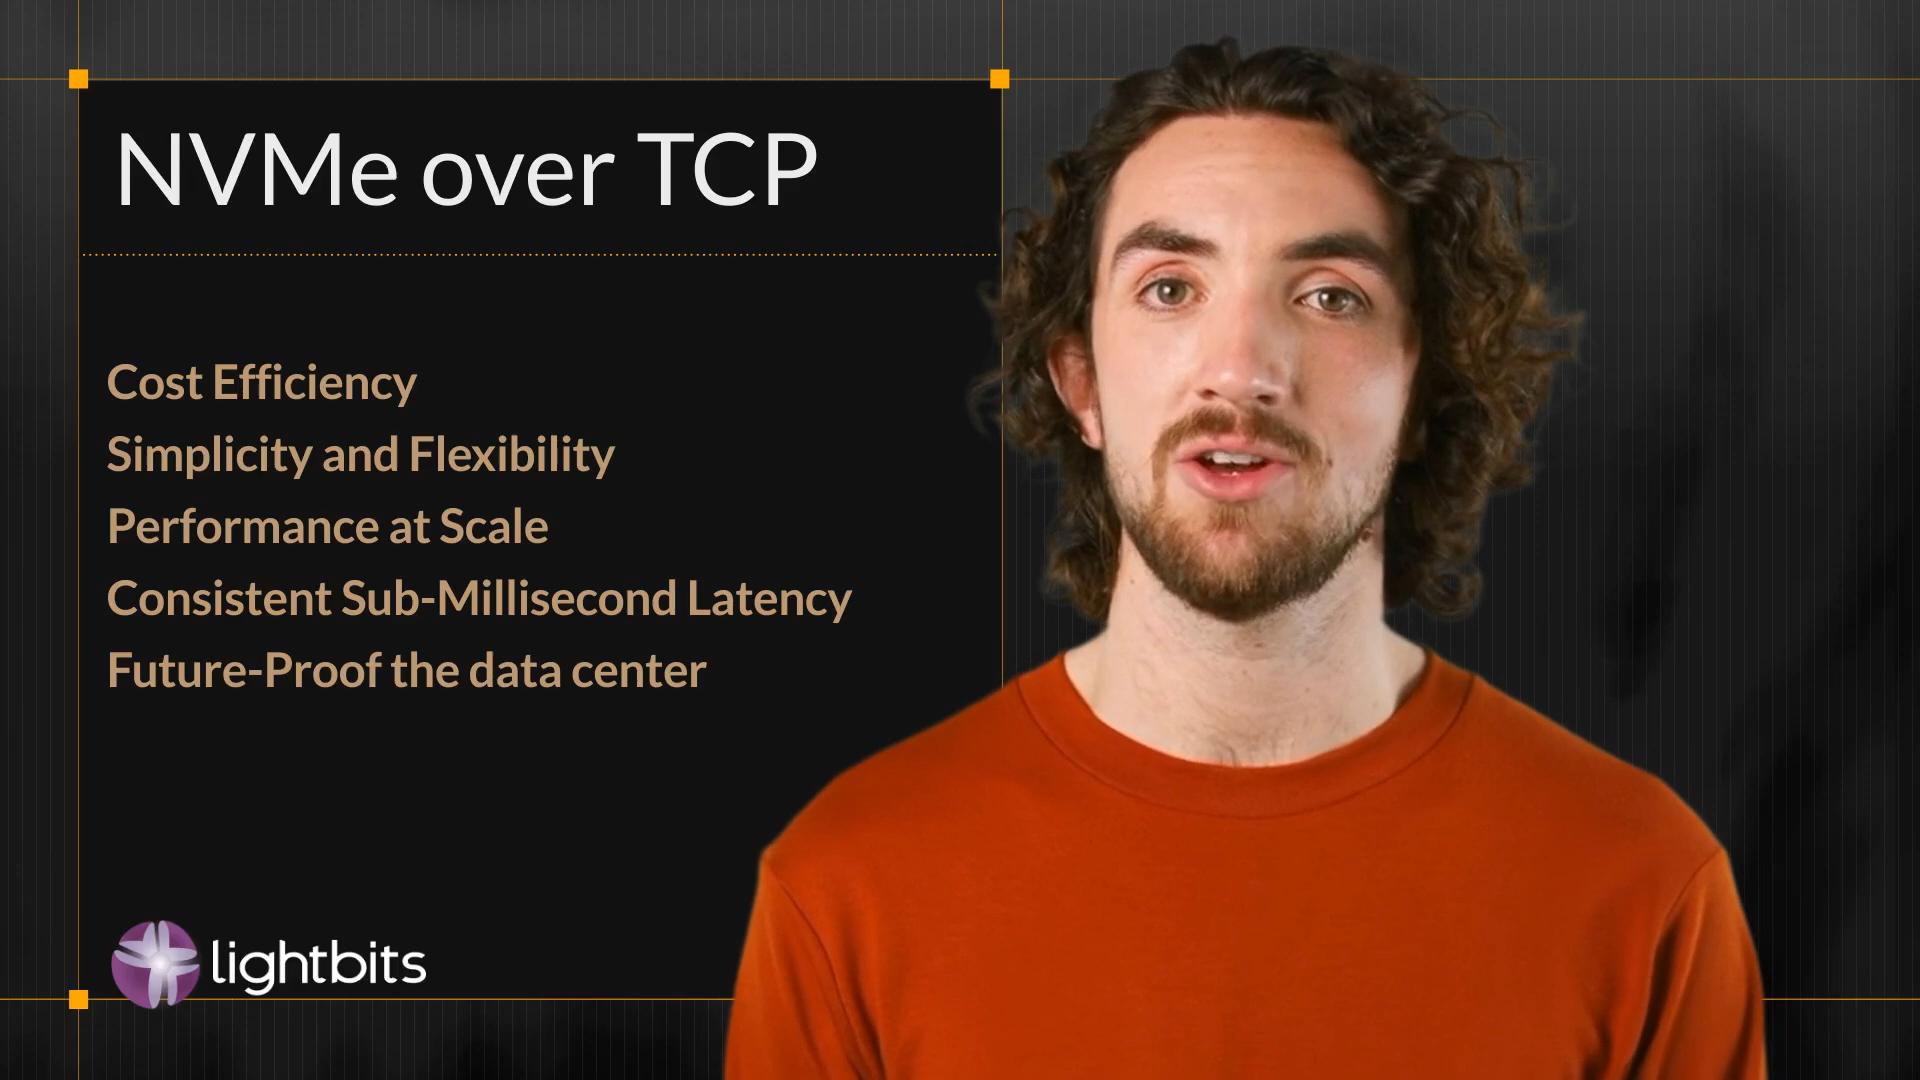 NVMe over TCP
Cost Efficiency
Simplicity and Flexibility
Performance at Scale
Consistent Sub-Millisecond Latency
Future-Proof the data center
lightbits